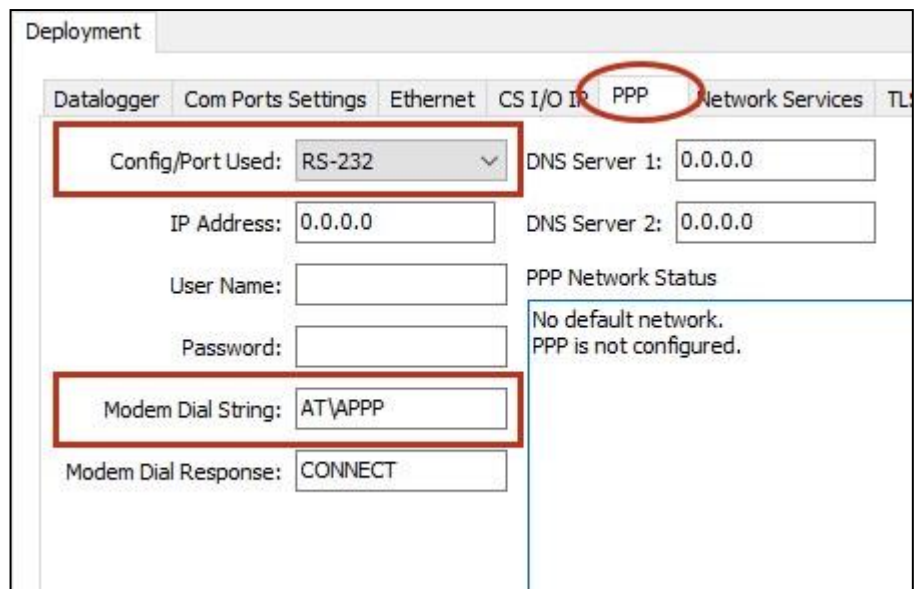 Deployment
Datalogger Com Ports Settings Ethernet CS I/O IP PPP Network Services
Config/Port Used: RS-232 DNS Server 1: 0.0.0.0
IP Address: 0.0.0.0 DNS Server 2: 0.0.0.0
User Name: PPP Network Status
No default network.
PPP is not configured.
Password:
Modem Dial String: AT\APPP
Modem Dial Response: CONNECT